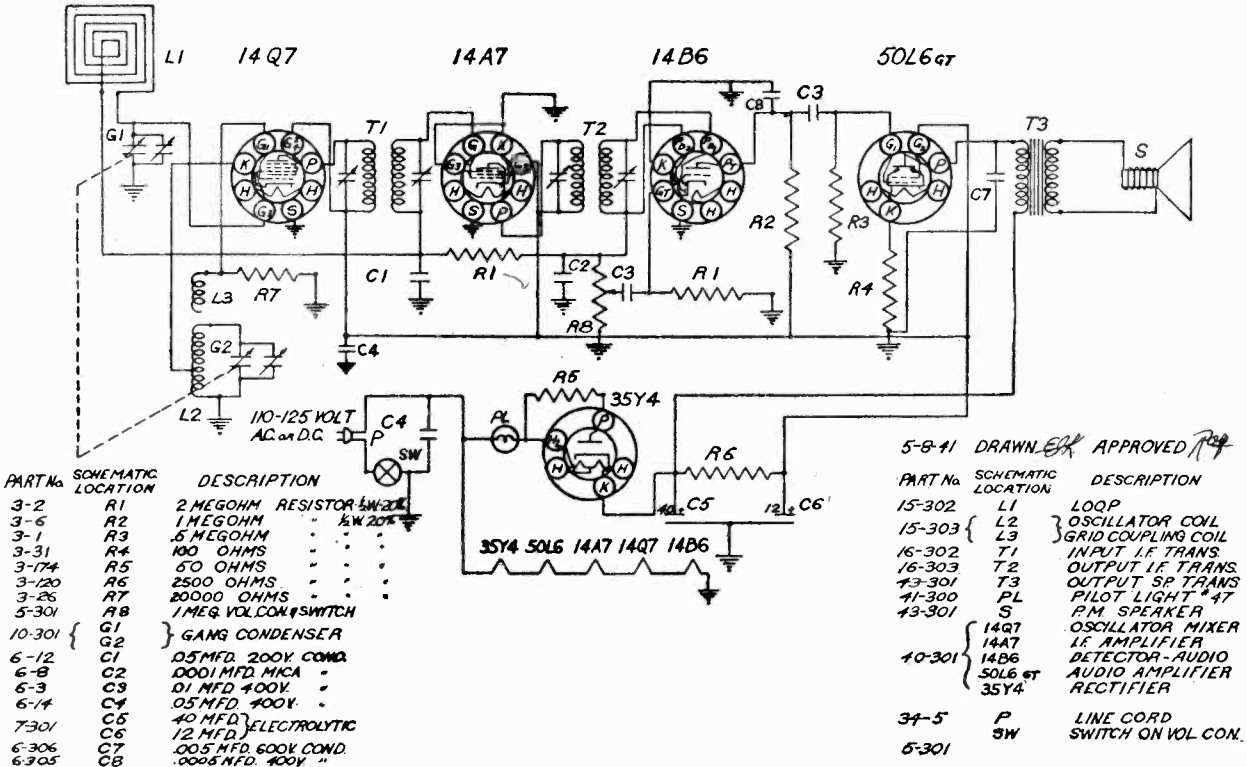 L1
14Q7
14A7
14B6
50L6 GT
G1
T1
T2
C8
C3
T3
S
G1
K
P
H
H
G2
S
G
K
G3
H
H
S
P
K
H
GT
S
H
H
G1
G2
P
H
H
K
C7
R2
R3
R4
L3
R7
C1
R1
C2
C3
R1
R8
G2
C4
L2
110-125 VOLT
A.C. OR D.C.
P
C4
SW
PL
R5
35Y4
P
H
H
K
R6
40
C5
12
C6
35Y4 50L6 14A7 14Q7 14B6
5-8-41 DRAWN APPROVED
PART No. SCHEMATIC LOCATION DESCRIPTION
3-2 R1 2 MEGOHM RESISTOR ½W-20%
3-6 R2 1 MEGOHM " ½W. 20%
3-1 R3 .5 MEGOHM " " "
3-31 R4 100 OHMS " " "
3-174 R5 50 OHMS " " "
3-120 R6 2500 OHMS " " "
3-26 R7 20000 OHMS " " "
5-301 R8 1 MEG. VOL.CON. & SWITCH
10-301 { G1 G2 } GANG CONDENSER
6-12 C1 .05 MFD. 200V. COND.
6-8 C2 .0001 MFD. MICA "
6-3 C3 .01 MFD. 400V. "
6-14 C4 .05 MFD. 400V. "
7-301 C5 40 MFD. } ELECTROLYTIC
C6 12 MFD.
6-306 C7 .005 MFD. 600V. COND.
6-305 C8 .0005 MFD. 400V. "
PART No. SCHEMATIC LOCATION DESCRIPTION
15-302 L1 LOOP
15-303 { L2 } OSCILLATOR COIL
L3 GRID COUPLING COIL
16-302 T1 INPUT I.F. TRANS.
16-303 T2 OUTPUT I.F. TRANS.
43-301 T3 OUTPUT SP. TRANS
41-300 PL PILOT LIGHT #47
43-301 S P.M. SPEAKER
40-301 { 14Q7 OSCILLATOR MIXER
14A7 I.F. AMPLIFIER
14B6 DETECTOR-AUDIO
50L6 GT AUDIO AMPLIFIER
35Y4 RECTIFIER
34-5 P LINE CORD
SW SWITCH ON VOL CON.
5-301